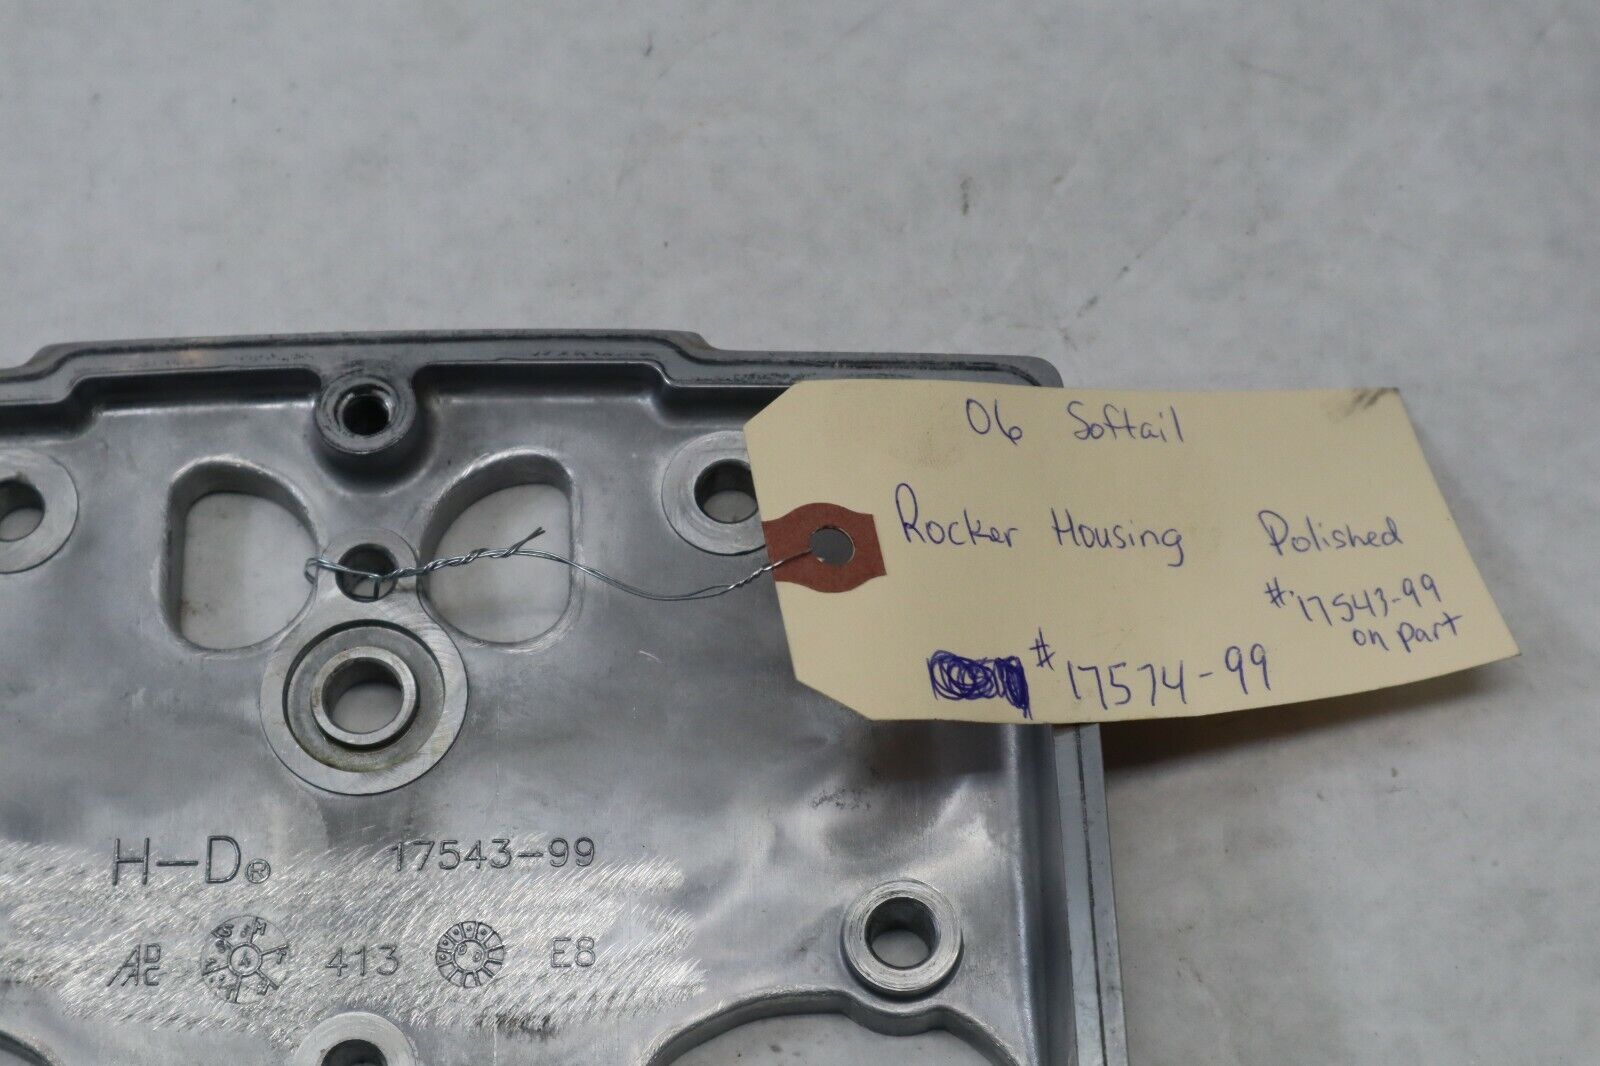 06 Softail
Rocker Housing Polished
#17543-99
on part
#17574-99
H-D® 17543-99
413 E8